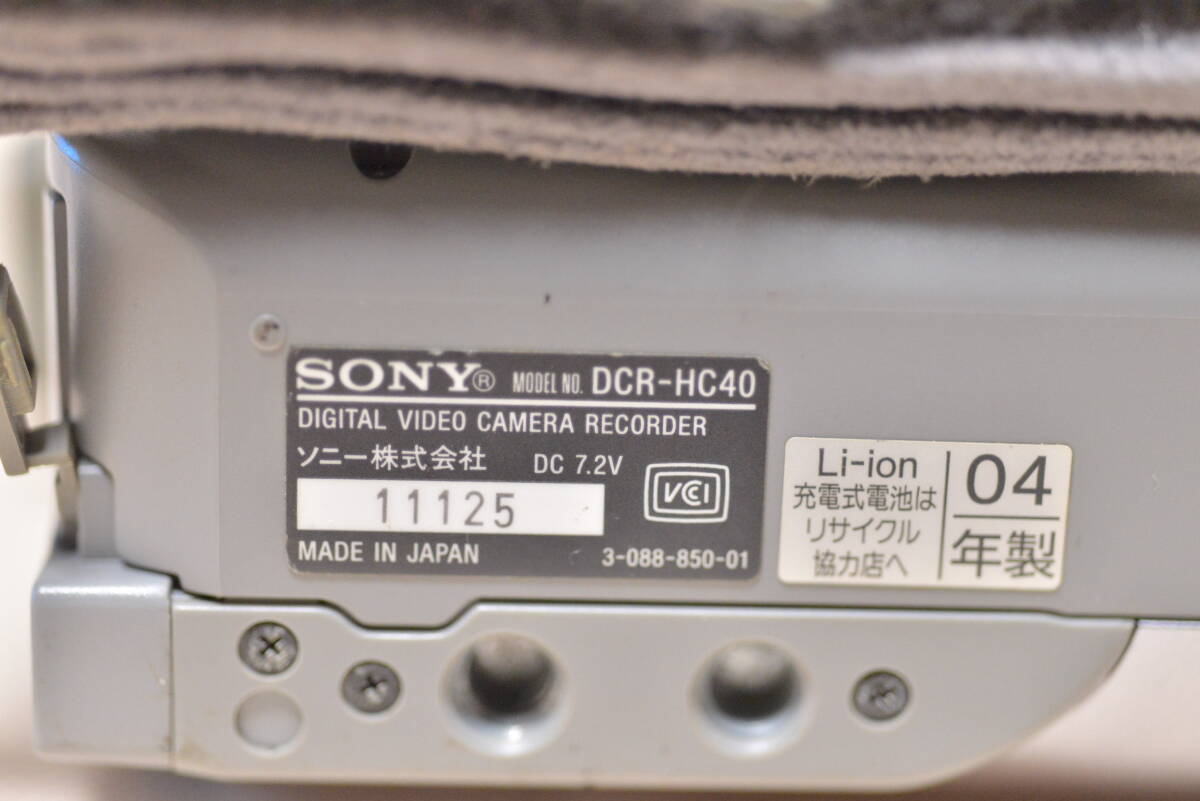 SONY® MODEL NO. DCR-HC40
DIGITAL VIDEO CAMERA RECORDER
ソニー株式会社 DC 7.2V
VCCI
11125
MADE IN JAPAN 3-088-850-01
Li-ion
充電式電池は
リサイクル
協力店へ
04
年製